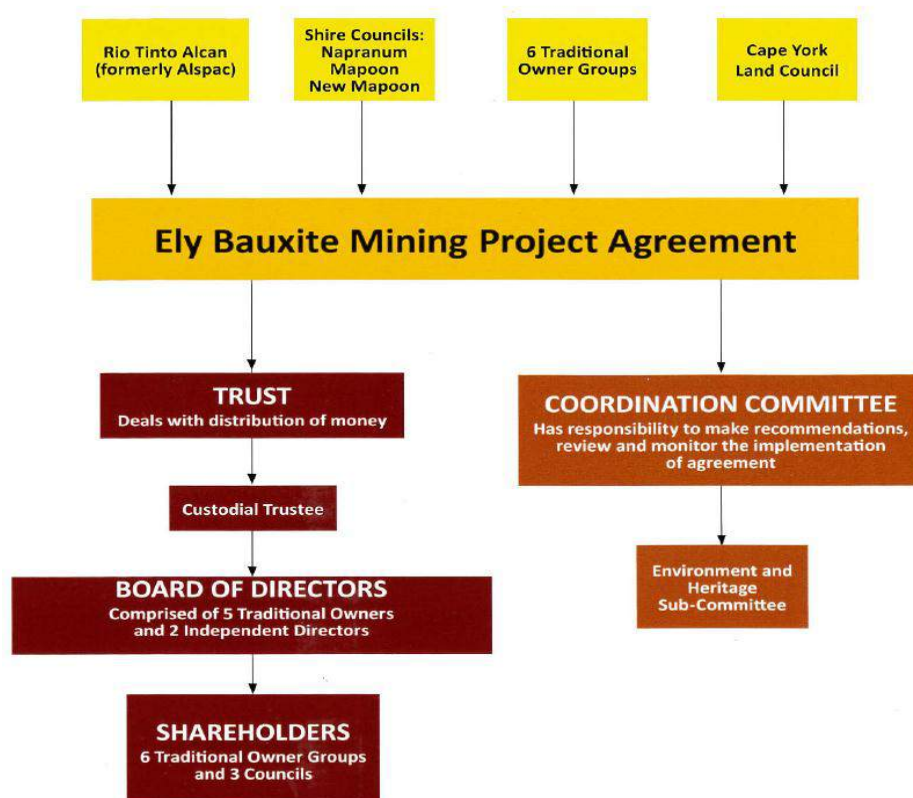 Rio Tinto Alcan
(formerly Alspac)
Shire Councils:
Napranum
Mapoon
New Mapoon
6 Traditional
Owner Groups
Cape York
Land Council
Ely Bauxite Mining Project Agreement
TRUST
Deals with distribution of money
Custodial Trustee
BOARD OF DIRECTORS
Comprised of 5 Traditional Owners
and 2 Independent Directors
SHAREHOLDERS
6 Traditional Owner Groups
and 3 Councils
COORDINATION COMMITTEE
Has responsibility to make recommendations,
review and monitor the implementation
of agreement
Environment and
Heritage
Sub-Committee